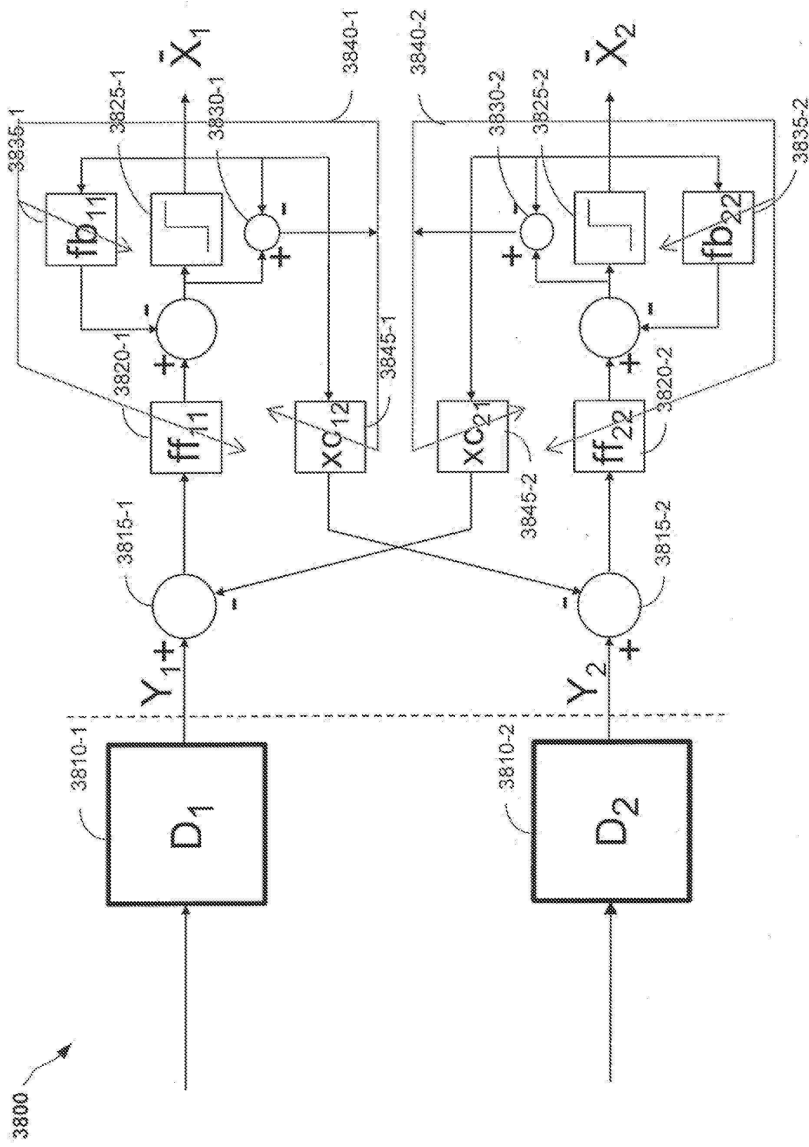 3800
3810-1
D1
Y1
+
-
3815-1
3820-1
ff11
+
-
3835-1
fb11
3825-1
X̄1
3830-1
+
-
3840-1
xc12
3845-1
3840-2
xc21
3845-2
3830-2
+
-
3825-2
X̄2
3810-2
D2
Y2
+
-
3815-2
ff22
3820-2
+
-
fb22
3835-2